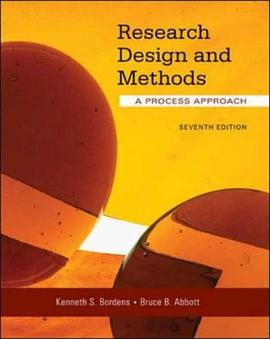 Research
Design and
Methods
A PROCESS APPROACH
SEVENTH EDITION
Kenneth S. Bordens • Bruce B. Abbott